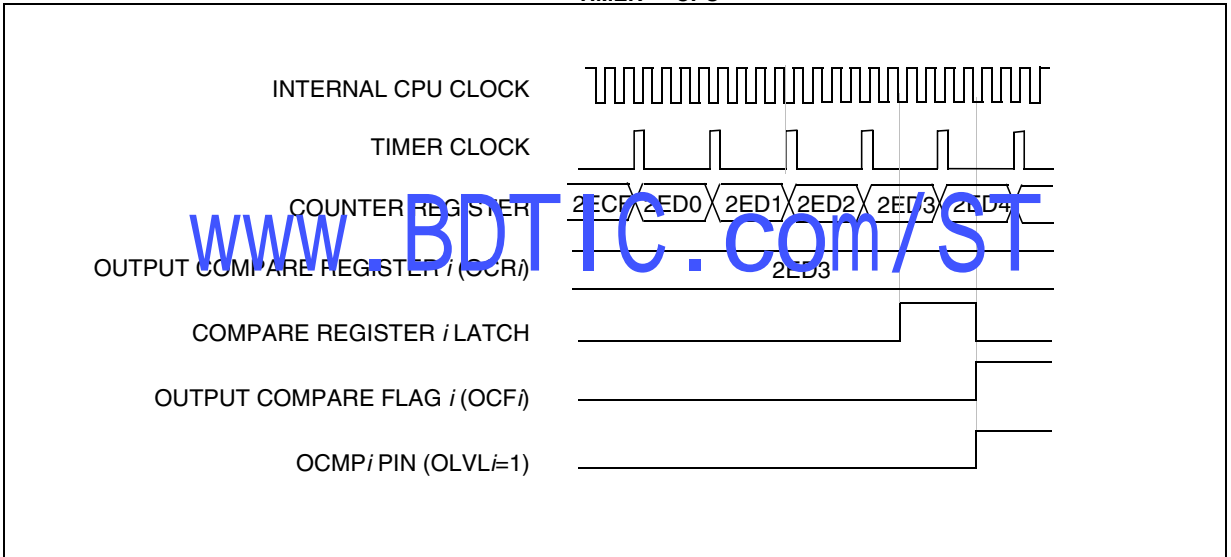 INTERNAL CPU CLOCK
TIMER CLOCK
COUNTER REGISTER 2ECF 2ED0 2ED1 2ED2 2ED3 2ED4
OUTPUT COMPARE REGISTER i (OCRi) 2ED3
www.BDTIC.com/ST
COMPARE REGISTER i LATCH
OUTPUT COMPARE FLAG i (OCFi)
OCMPi PIN (OLVLi=1)